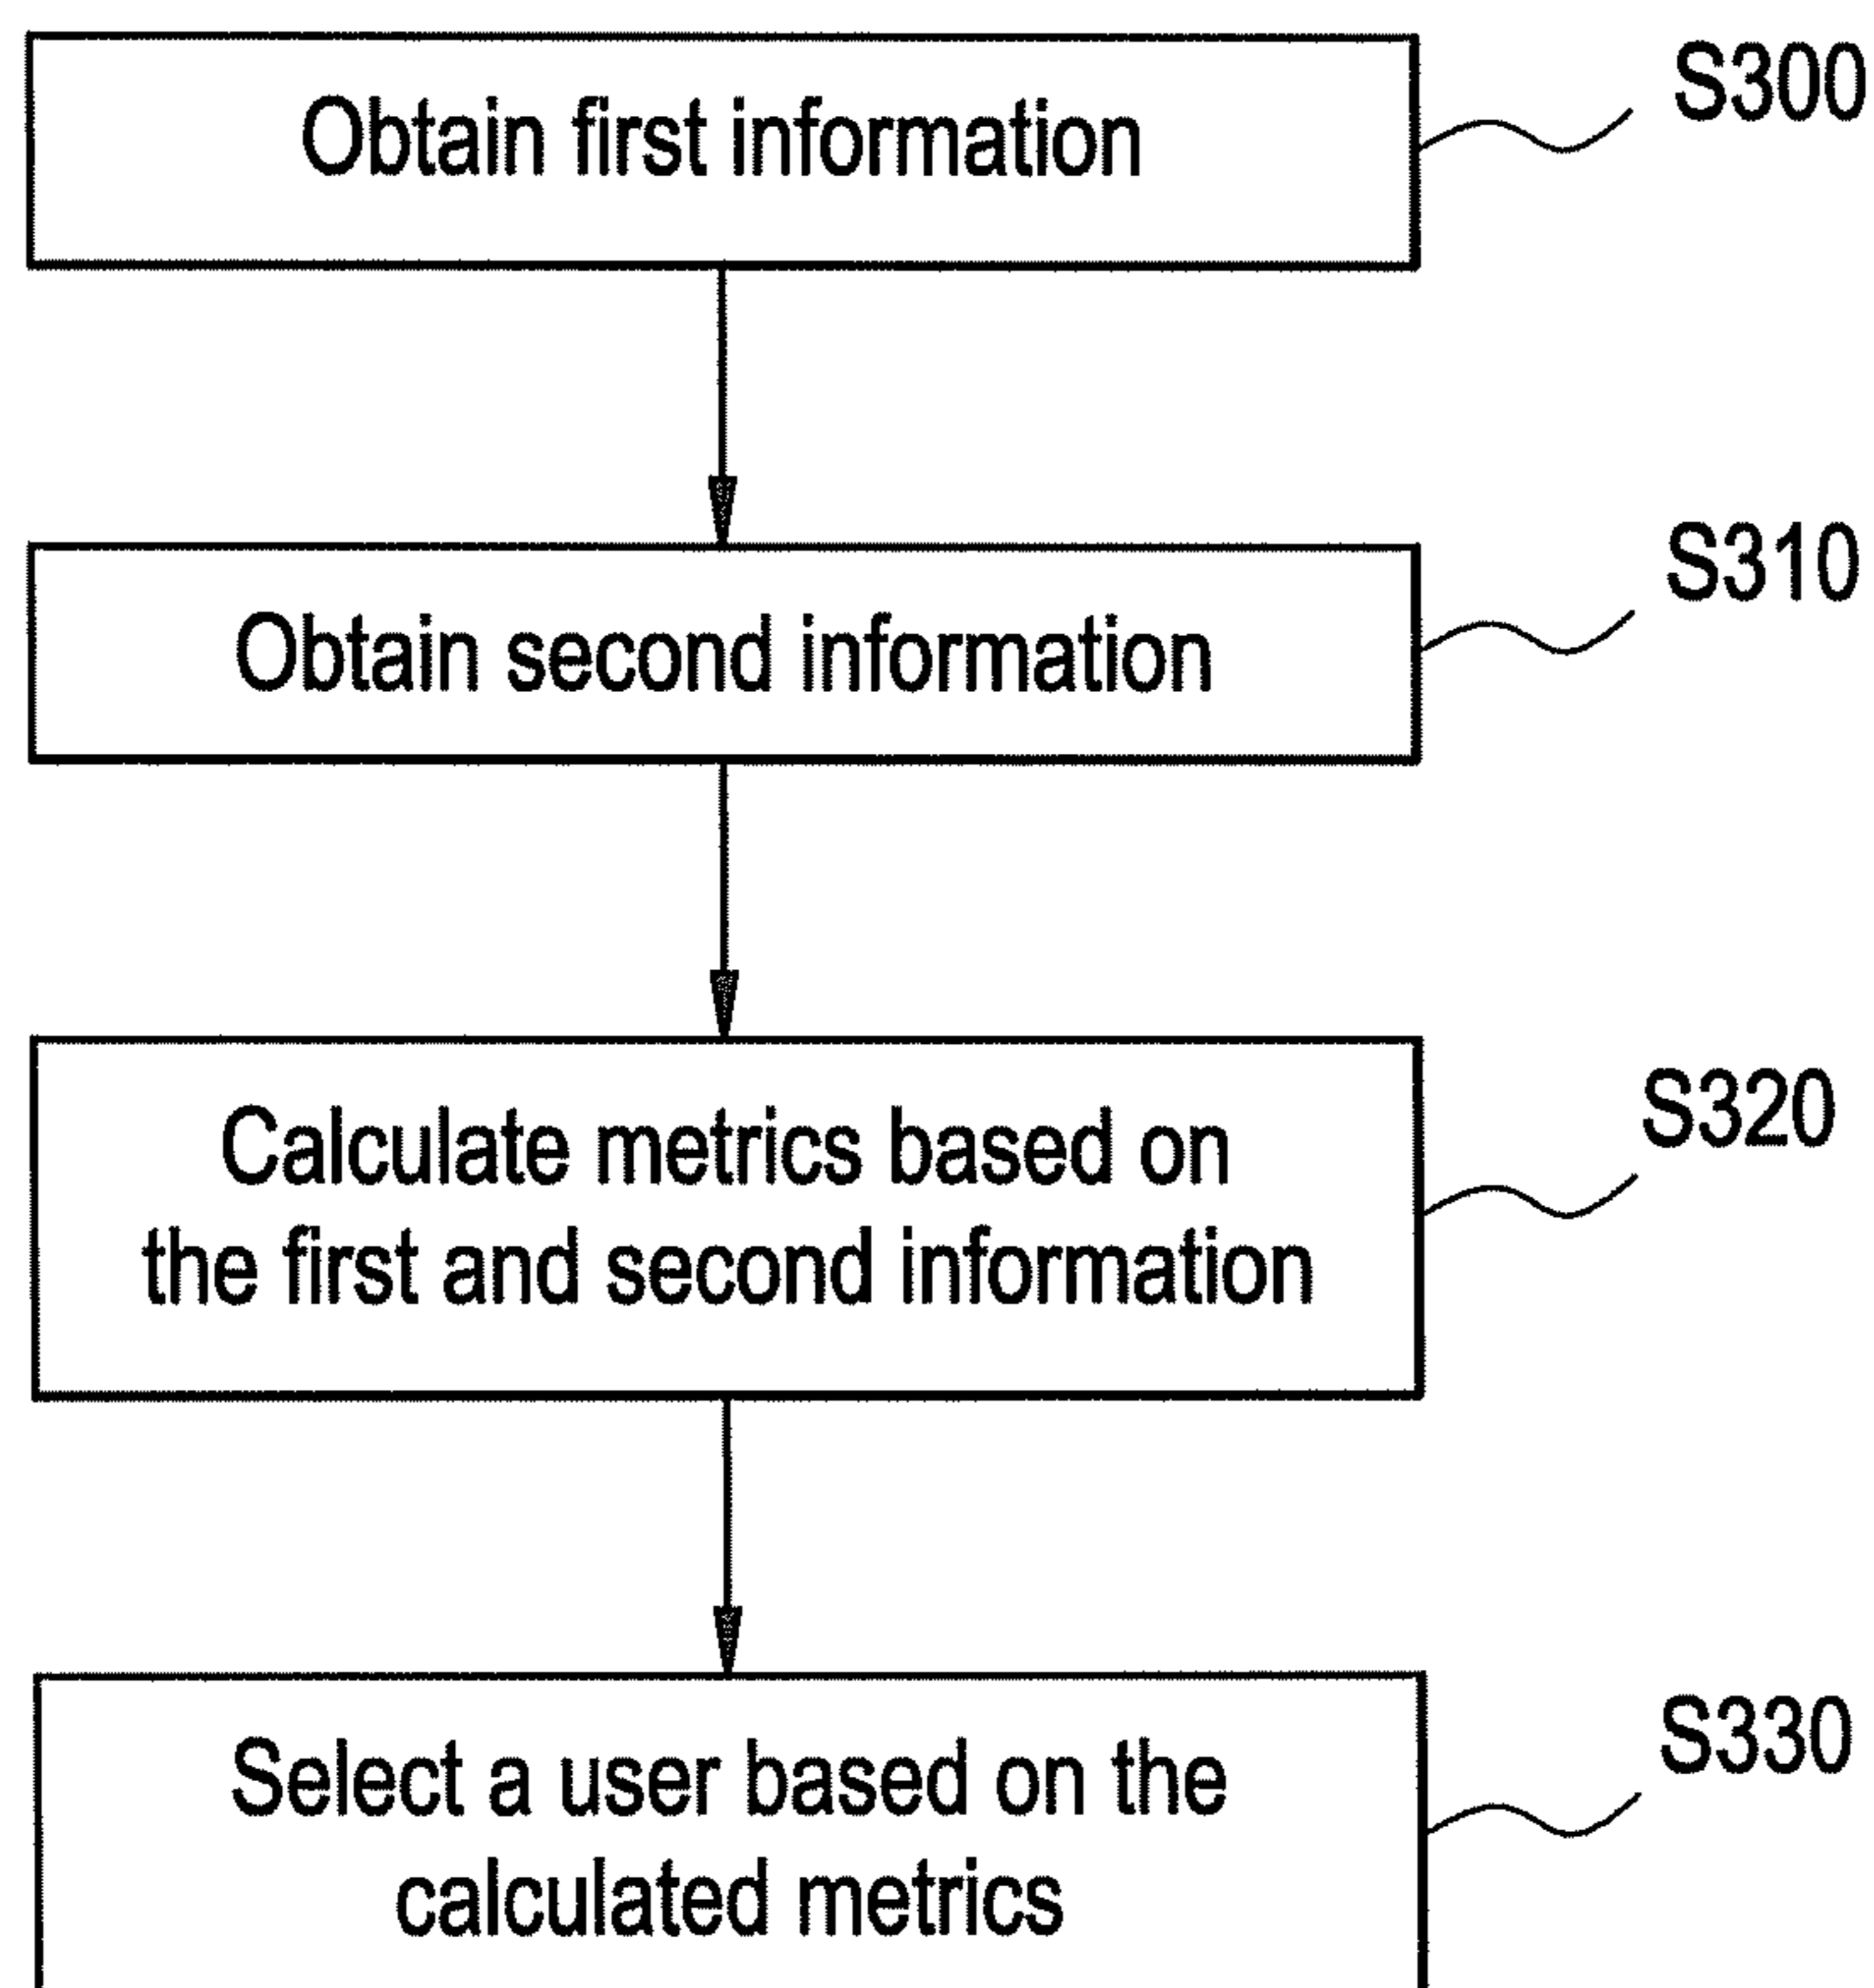 Obtain first information
S300
Obtain second information
S310
Calculate metrics based on
the first and second information
S320
Select a user based on the
calculated metrics
S330